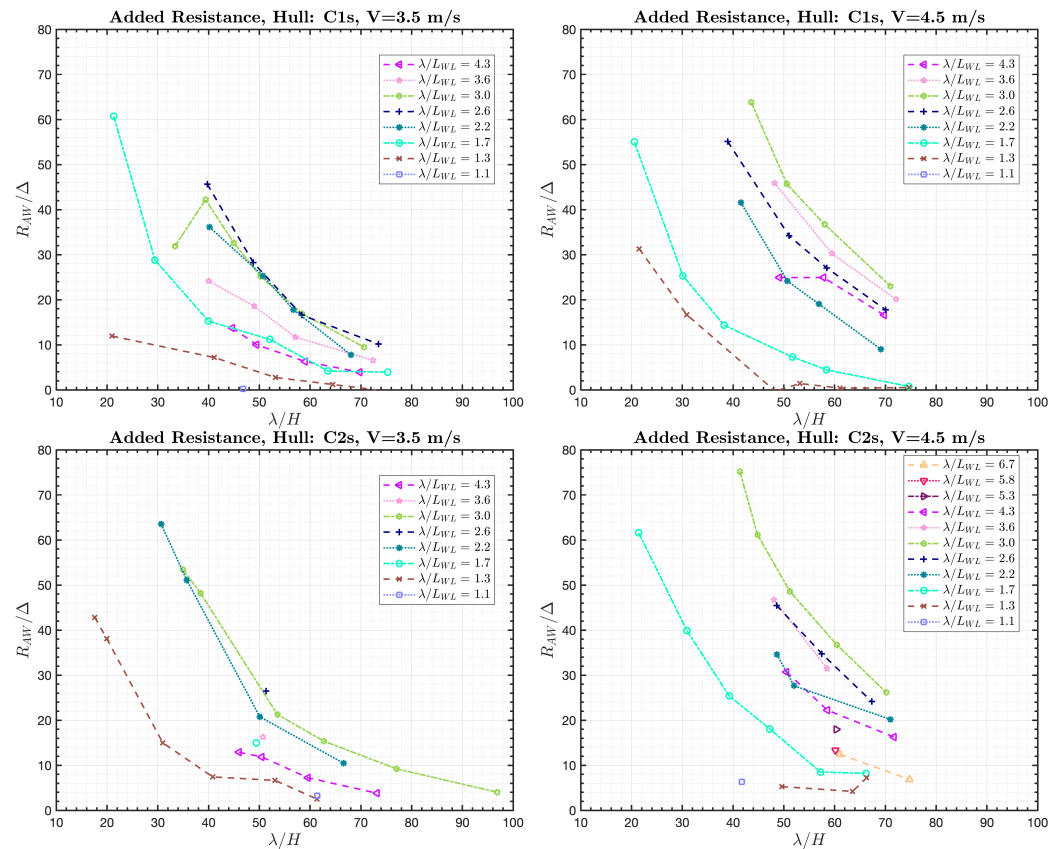 Added Resistance, Hull: C1s, V=3.5 m/s
80
70
60
50
40
30
20
10
0
R_AW/Δ
λ/L_WL = 4.3
λ/L_WL = 3.6
λ/L_WL = 3.0
λ/L_WL = 2.6
λ/L_WL = 2.2
λ/L_WL = 1.7
λ/L_WL = 1.3
λ/L_WL = 1.1
10 20 30 40 50 60 70 80 90 100
λ/H
Added Resistance, Hull: C1s, V=4.5 m/s
80
70
60
50
40
30
20
10
0
R_AW/Δ
λ/L_WL = 4.3
λ/L_WL = 3.6
λ/L_WL = 3.0
λ/L_WL = 2.6
λ/L_WL = 2.2
λ/L_WL = 1.7
λ/L_WL = 1.3
λ/L_WL = 1.1
10 20 30 40 50 60 70 80 90 100
λ/H
Added Resistance, Hull: C2s, V=3.5 m/s
80
70
60
50
40
30
20
10
0
R_AW/Δ
λ/L_WL = 4.3
λ/L_WL = 3.6
λ/L_WL = 3.0
λ/L_WL = 2.6
λ/L_WL = 2.2
λ/L_WL = 1.7
λ/L_WL = 1.3
λ/L_WL = 1.1
10 20 30 40 50 60 70 80 90 100
λ/H
Added Resistance, Hull: C2s, V=4.5 m/s
80
70
60
50
40
30
20
10
0
R_AW/Δ
λ/L_WL = 6.7
λ/L_WL = 5.8
λ/L_WL = 5.3
λ/L_WL = 4.3
λ/L_WL = 3.6
λ/L_WL = 3.0
λ/L_WL = 2.6
λ/L_WL = 2.2
λ/L_WL = 1.7
λ/L_WL = 1.3
λ/L_WL = 1.1
10 20 30 40 50 60 70 80 90 100
λ/H